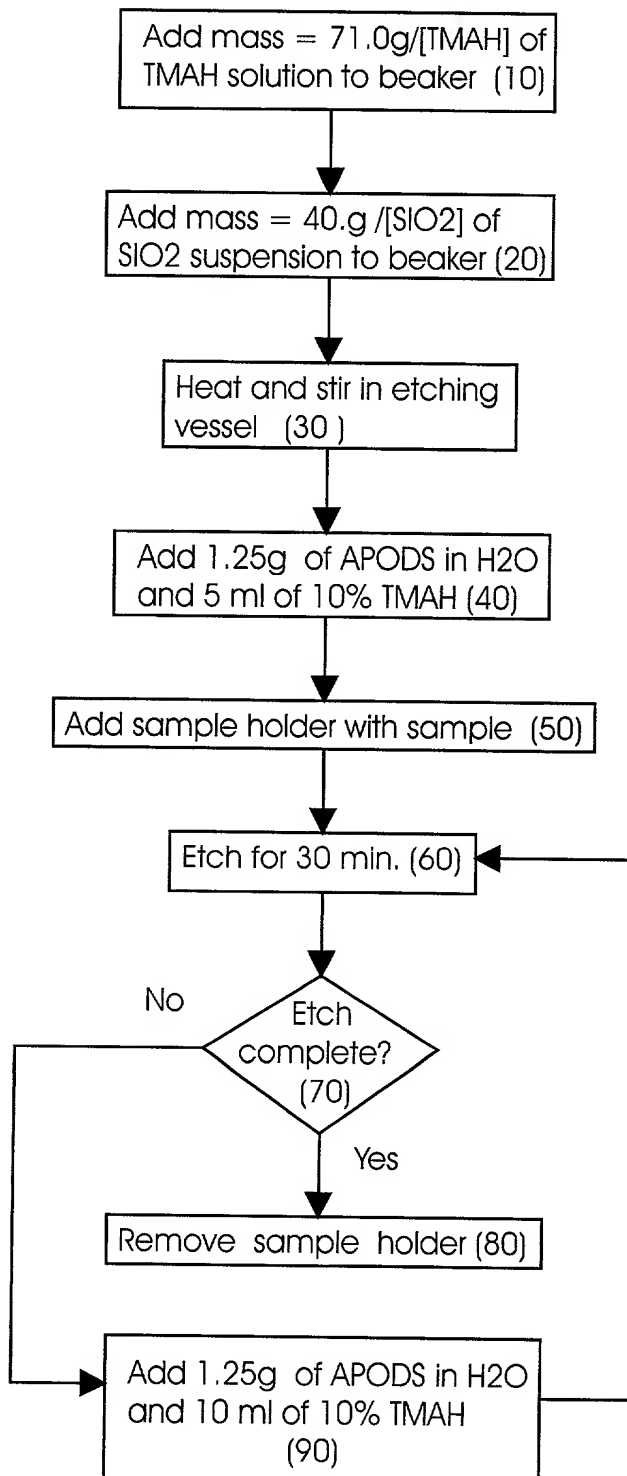 Add mass = 71.0g/[TMAH] of
TMAH solution to beaker (10)
Add mass = 40.g /[SIO2] of
SIO2 suspension to beaker (20)
Heat and stir in etching
vessel (30 )
Add 1.25g of APODS in H2O
and 5 ml of 10% TMAH (40)
Add sample holder with sample (50)
Etch for 30 min. (60)
No
Etch
complete?
(70)
Yes
Remove sample holder (80)
Add 1.25g of APODS in H2O
and 10 ml of 10% TMAH
(90)